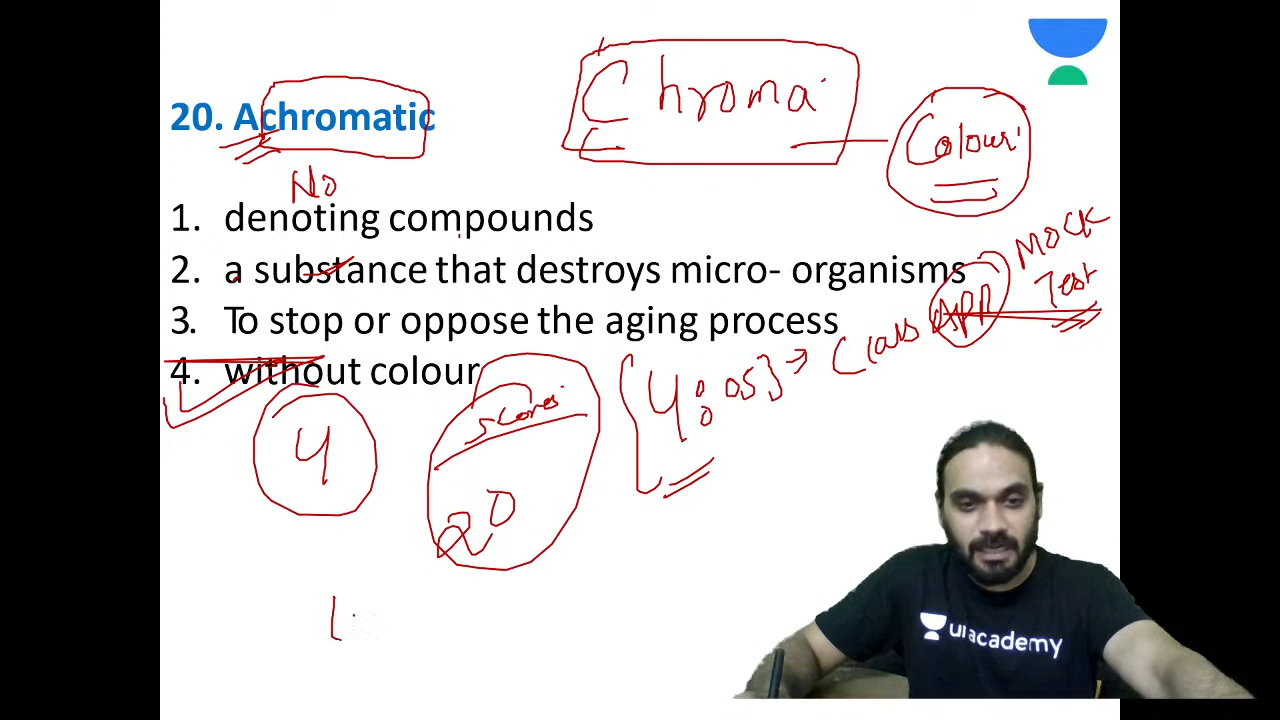 Chroma
20. Achromatic
Colour
No
1. denoting compounds
Mock
2. a substance that destroys micro- organisms
Test
APP
3. To stop or oppose the aging process
Class
4. without colour
4:05
Scores
4
20
unacademy